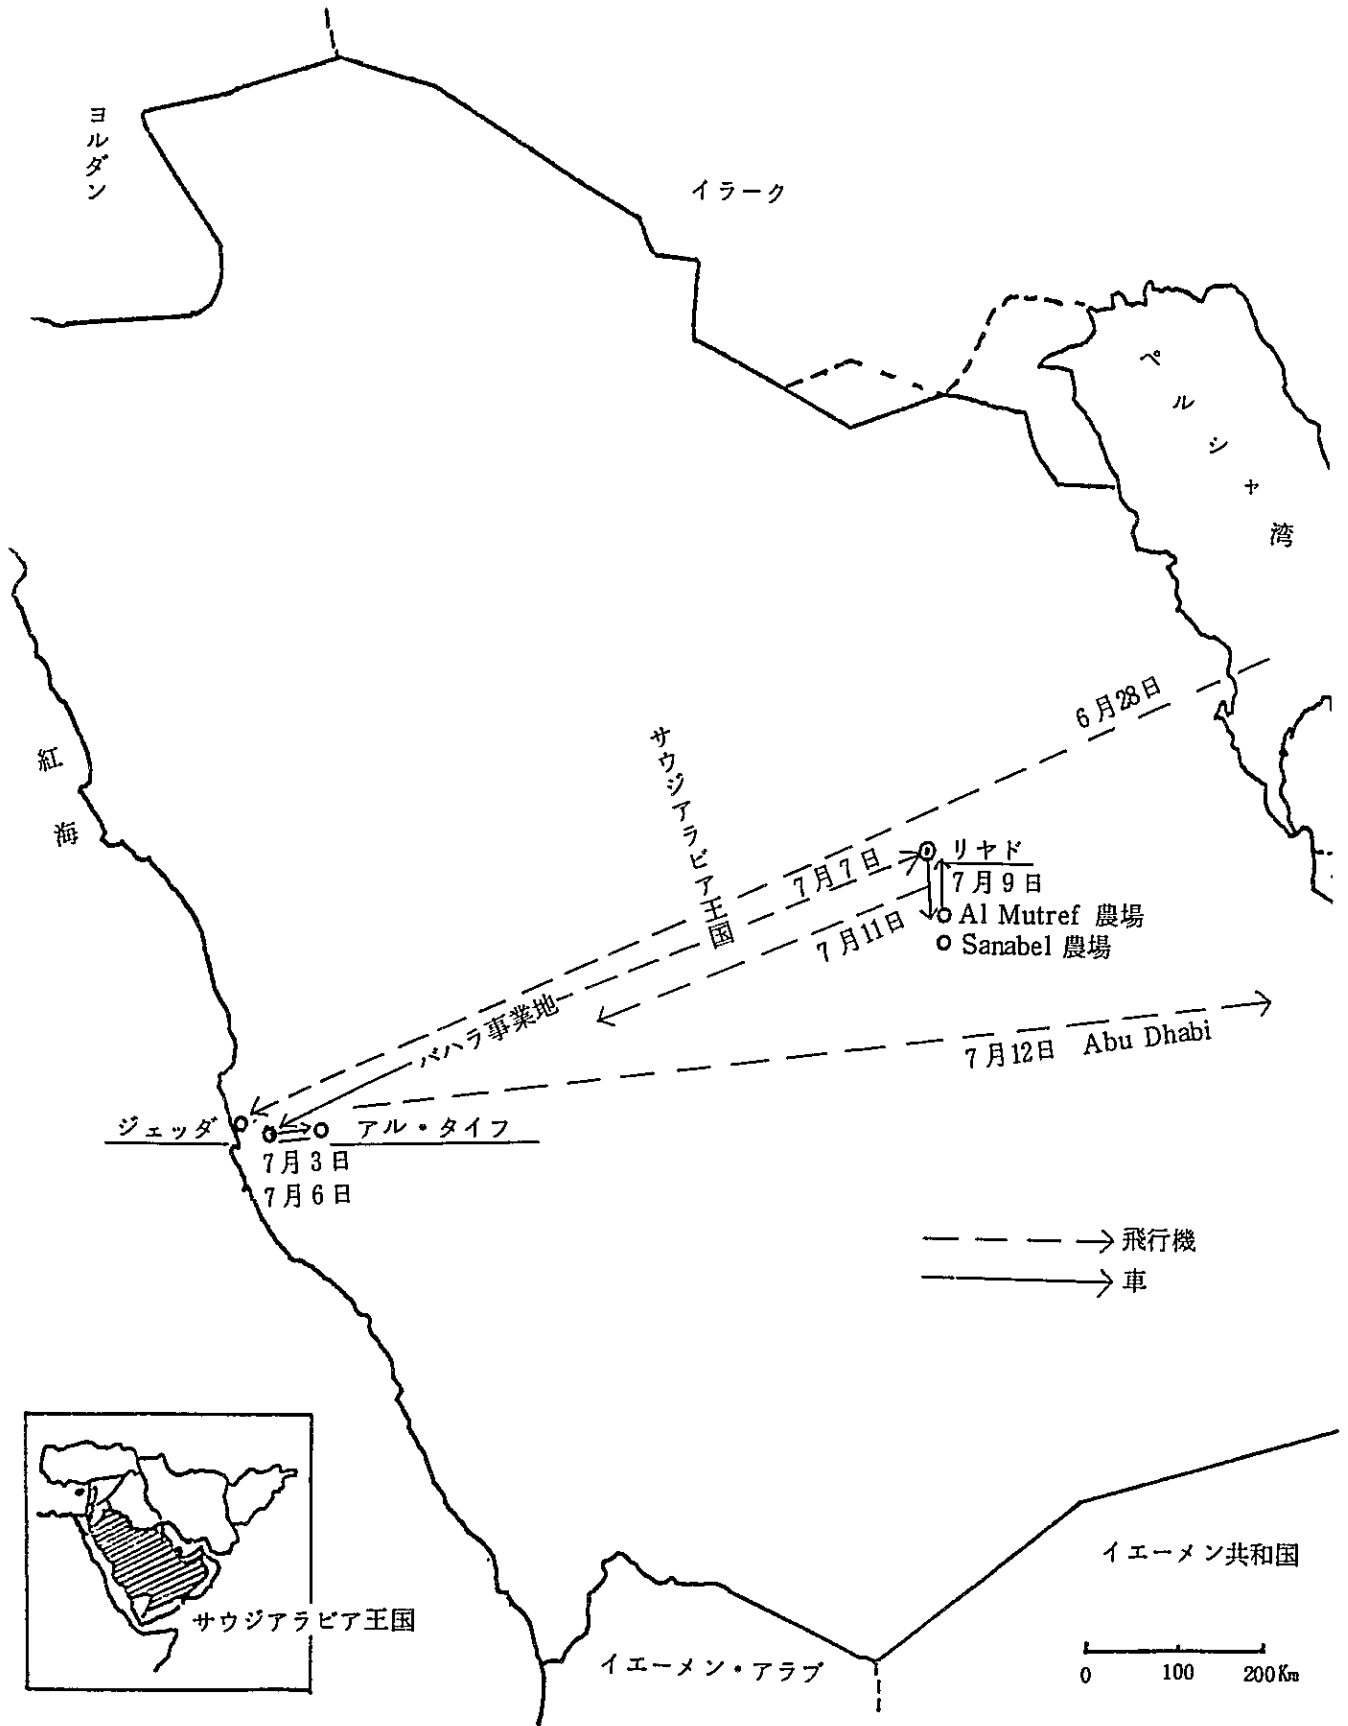 ヨルダン
イラーク
ペルシャ湾
6月28日
紅海
サウジアラビア王国
リヤド
7月7日
7月9日
Al Mutref 農場
7月11日
Sanabel 農場
バハラ事業地
7月12日 Abu Dhabi
ジェッダ
アル・タイフ
7月3日
7月6日
飛行機
車
イエーメン共和国
サウジアラビア王国
イエーメン・アラブ
0 100 200Km